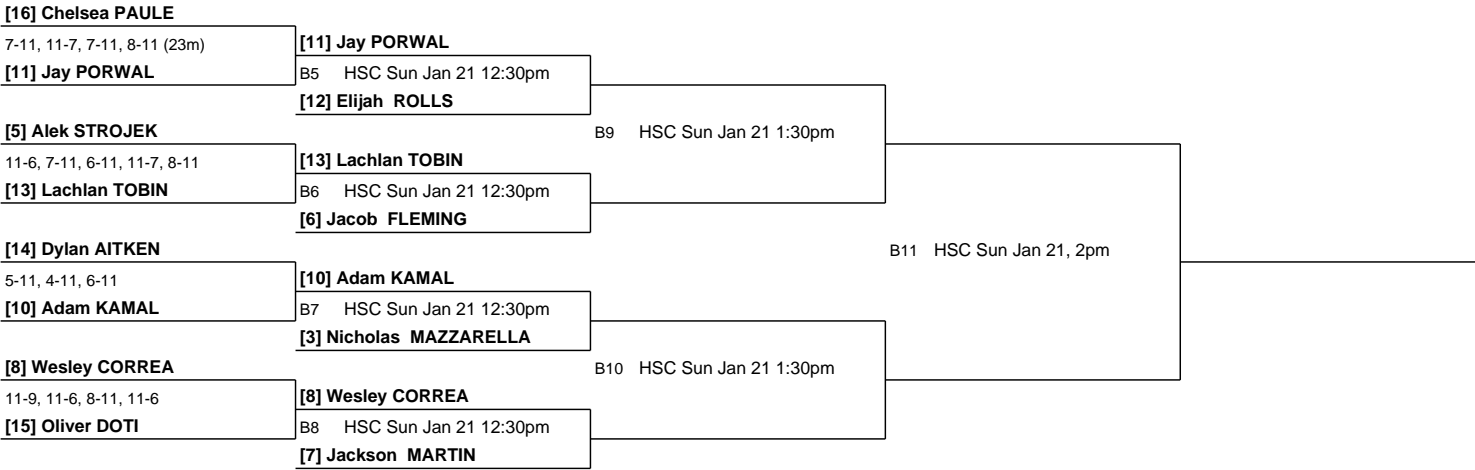 [16] Chelsea PAULE
7-11, 11-7, 7-11, 8-11 (23m)
[11] Jay PORWAL
[11] Jay PORWAL
B5 HSC Sun Jan 21 12:30pm
[12] Elijah ROLLS
[5] Alek STROJEK
B9 HSC Sun Jan 21 1:30pm
11-6, 7-11, 6-11, 11-7, 8-11
[13] Lachlan TOBIN
[13] Lachlan TOBIN
B6 HSC Sun Jan 21 12:30pm
[6] Jacob FLEMING
[14] Dylan AITKEN
B11 HSC Sun Jan 21, 2pm
5-11, 4-11, 6-11
[10] Adam KAMAL
[10] Adam KAMAL
B7 HSC Sun Jan 21 12:30pm
[3] Nicholas MAZZARELLA
[8] Wesley CORREA
B10 HSC Sun Jan 21 1:30pm
11-9, 11-6, 8-11, 11-6
[8] Wesley CORREA
[15] Oliver DOTI
B8 HSC Sun Jan 21 12:30pm
[7] Jackson MARTIN